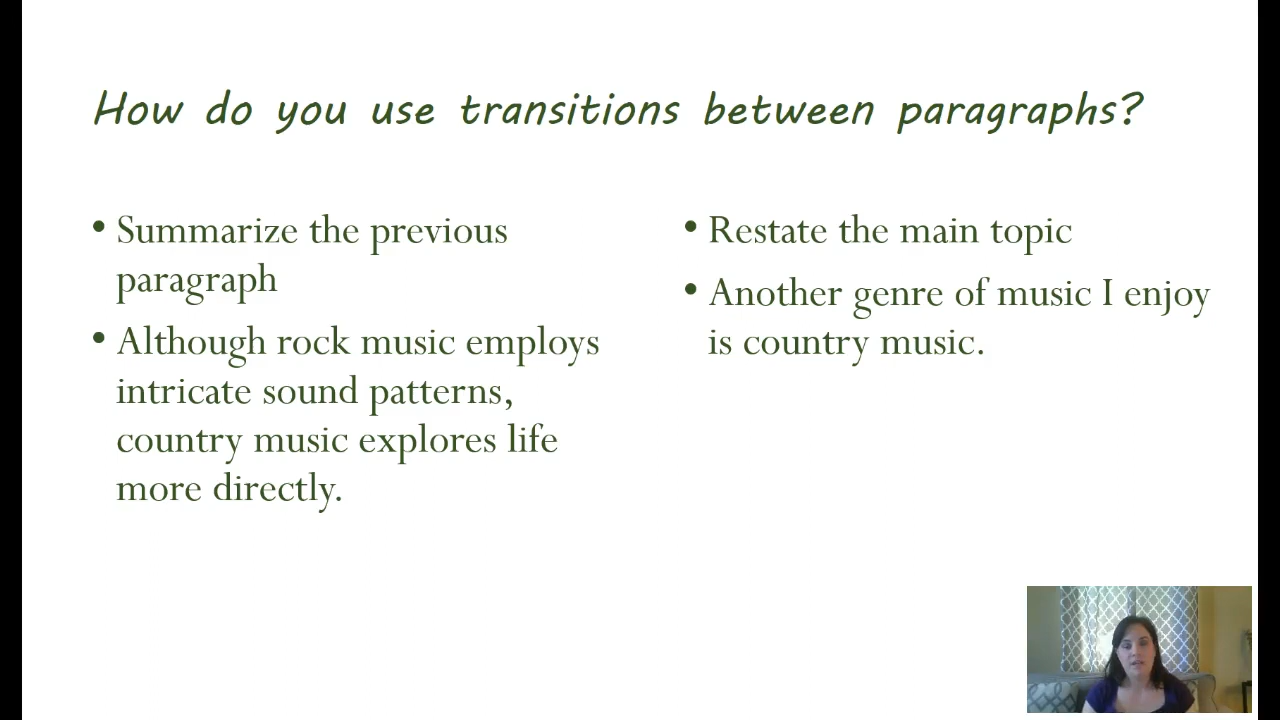 How do you use transitions between paragraphs?
• Summarize the previous
paragraph
• Although rock music employs
intricate sound patterns,
country music explores life
more directly.
• Restate the main topic
• Another genre of music I enjoy
is country music.